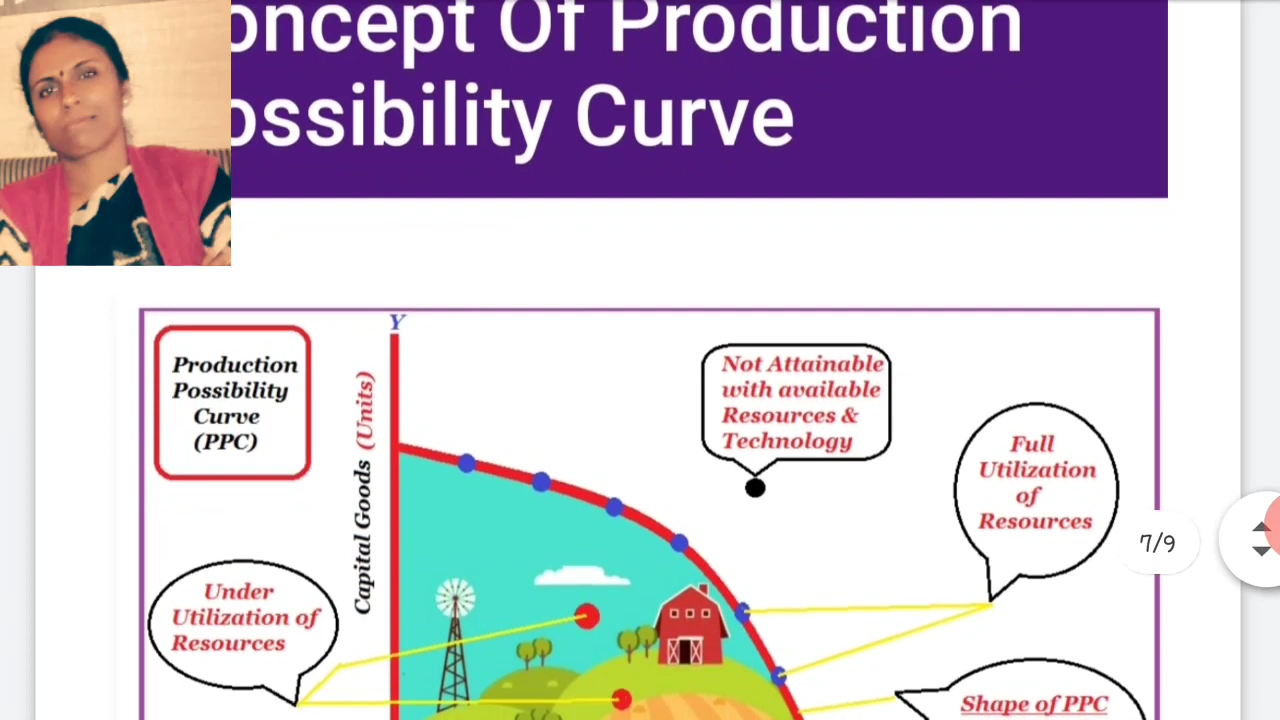 oncept Of Production
ossibility Curve
Production
Possibility
Curve
(PPC)
Y
Capital Goods (Units)
Not Attainable
with available
Resources &
Technology
Full
Utilization
of
Resources
7/9
Under
Utilization of
Resources
Shape of PPC